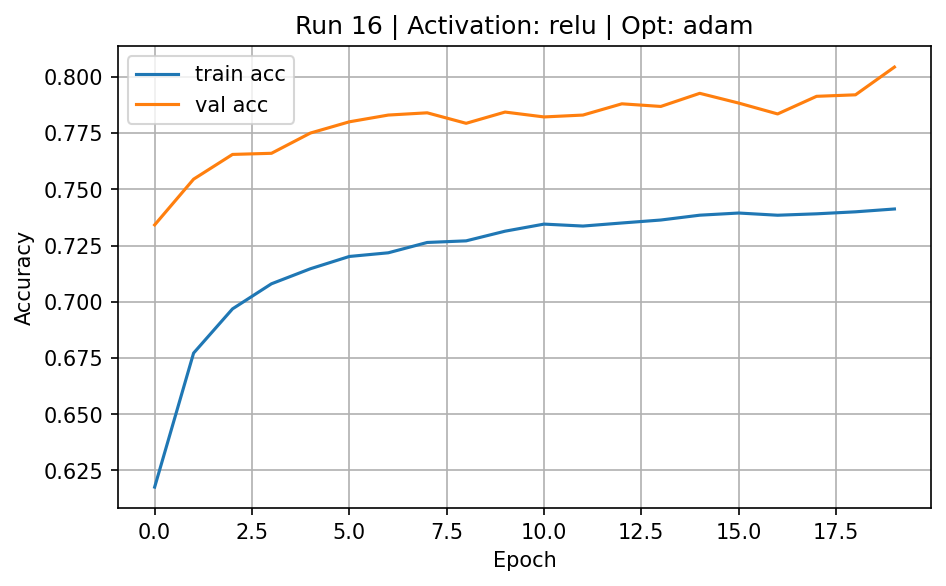 Run 16 | Activation: relu | Opt: adam
train acc
val acc
0.800
0.775
0.750
0.725
0.700
0.675
0.650
0.625
Accuracy
0.0 2.5 5.0 7.5 10.0 12.5 15.0 17.5
Epoch